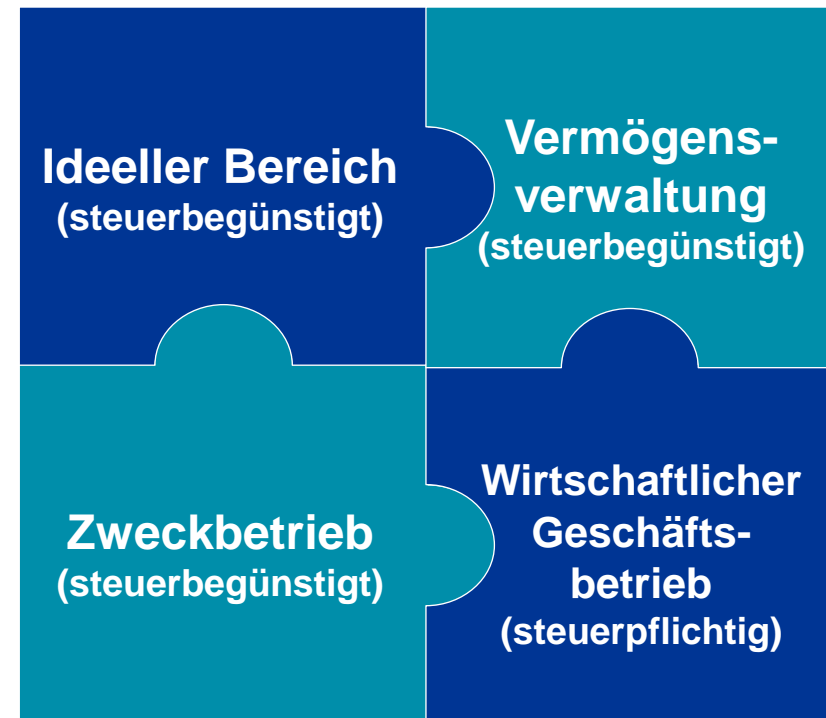 Ideeller Bereich
(steuerbegünstigt)
Vermögens-
verwaltung
(steuerbegünstigt)
Zweckbetrieb
(steuerbegünstigt)
Wirtschaftlicher
Geschäfts-
betrieb
(steuerpflichtig)